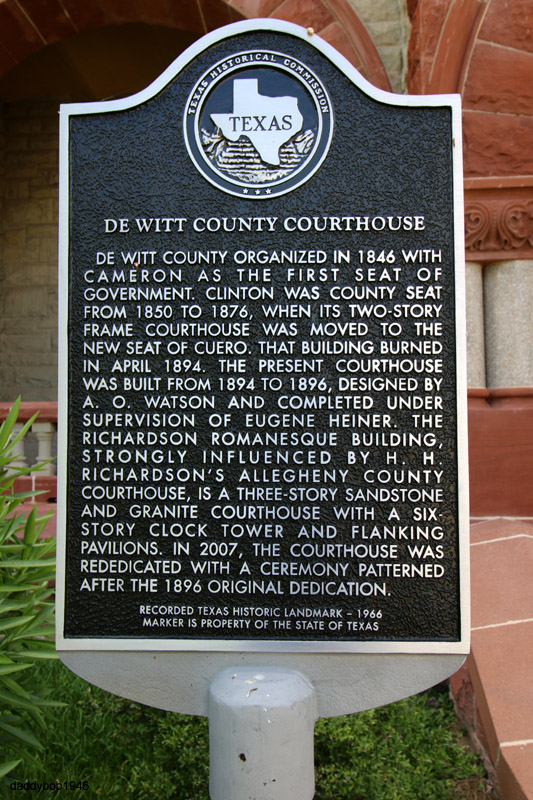 TEXAS HISTORICAL COMMISSION
TEXAS
DE WITT COUNTY COURTHOUSE
DE WITT COUNTY ORGANIZED IN 1846 WITH
CAMERON AS THE FIRST SEAT OF
GOVERNMENT. CLINTON WAS COUNTY SEAT
FROM 1850 TO 1876, WHEN ITS TWO-STORY
FRAME COURTHOUSE WAS MOVED TO THE
NEW SEAT OF CUERO. THAT BUILDING BURNED
IN APRIL 1894. THE PRESENT COURTHOUSE
WAS BUILT FROM 1894 TO 1896, DESIGNED BY
A. O. WATSON AND COMPLETED UNDER
SUPERVISION OF EUGENE HEINER. THE
RICHARDSON ROMANESQUE BUILDING,
STRONGLY INFLUENCED BY H. H.
RICHARDSON'S ALLEGHENY COUNTY
COURTHOUSE, IS A THREE-STORY SANDSTONE
AND GRANITE COURTHOUSE WITH A SIX-
STORY CLOCK TOWER AND FLANKING
PAVILIONS. IN 2007, THE COURTHOUSE WAS
REDEDICATED WITH A CEREMONY PATTERNED
AFTER THE 1896 ORIGINAL DEDICATION.
RECORDED TEXAS HISTORIC LANDMARK – 1966
MARKER IS PROPERTY OF THE STATE OF TEXAS
daddypop1945